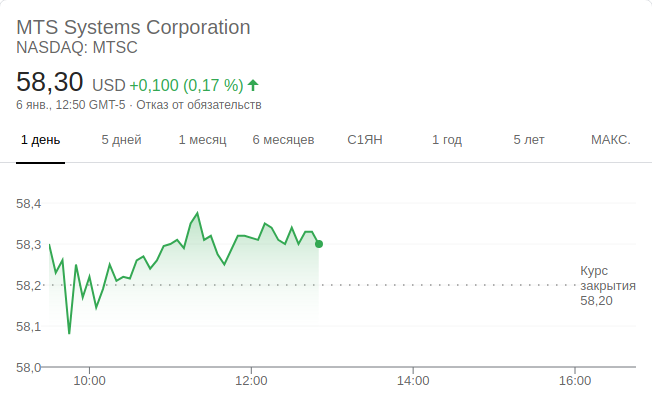 MTS Systems Corporation
NASDAQ: MTSC
58,30 USD +0,100 (0,17 %)
6 янв., 12:50 GMT-5 · Отказ от обязательств
1 день 5 дней 1 месяц 6 месяцев С1ЯН 1 год 5 лет МАКС.
58,4
58,3
58,2
58,1
58,0
Курс
закрытия
58,20
10:00 12:00 14:00 16:00